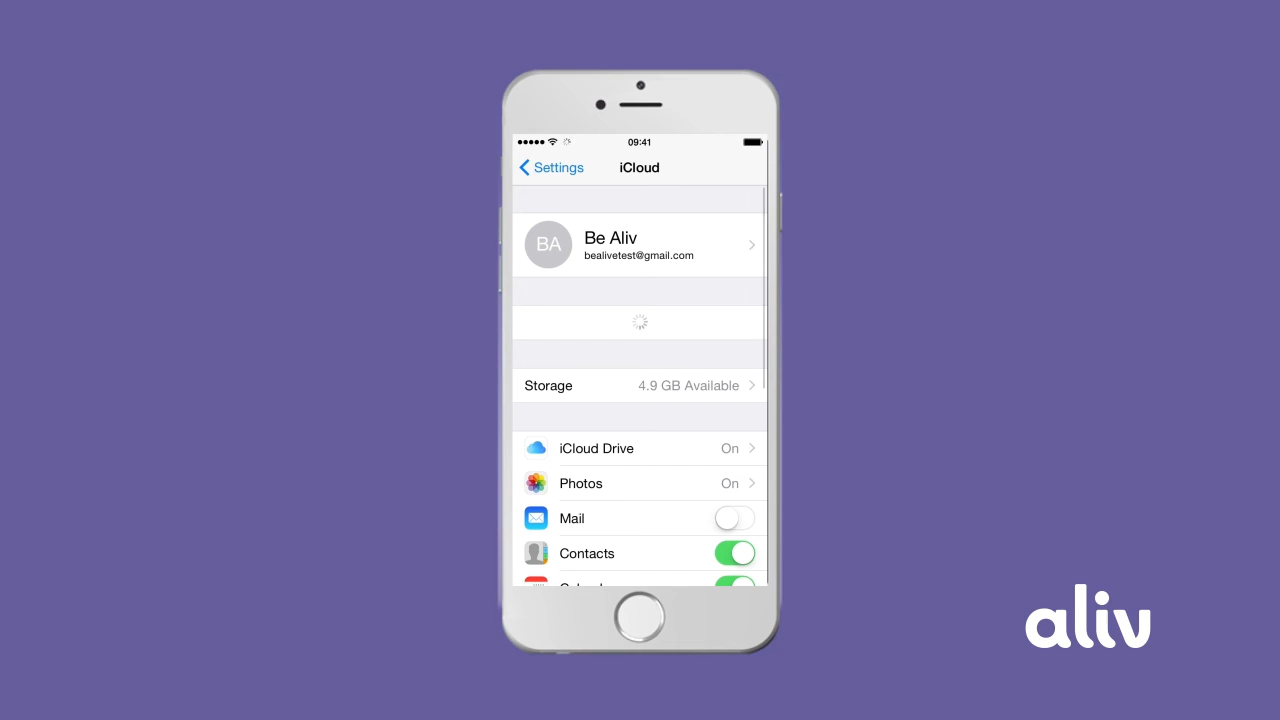 09:41
Settings
iCloud
BA
Be Aliv
bealivetest@gmail.com
Storage
4.9 GB Available
iCloud Drive
On
Photos
On
Mail
Contacts
aliv